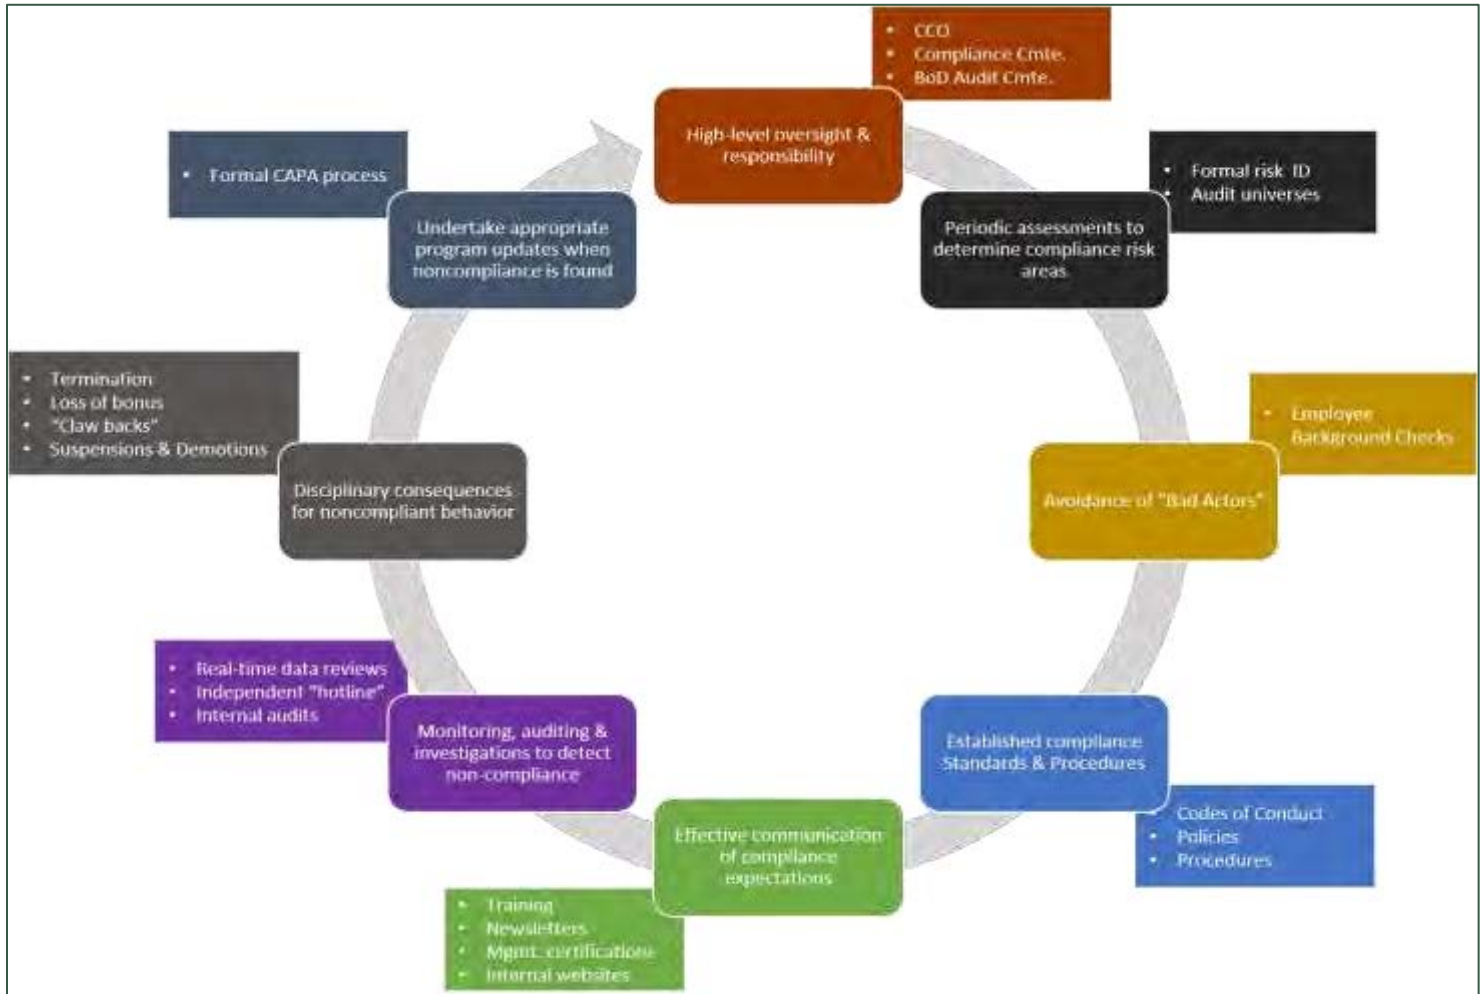 • CCO
• Compliance Cmte.
• BoD Audit Cmte.
High-level oversight &
responsibility
• Formal risk ID
• Audit universes
Periodic assessments to
determine compliance risk
areas
• Employee
Background Checks
Avoidance of "Bad Actors"
Established compliance
Standards & Procedures
• Codes of Conduct
• Policies
• Procedures
Effective communication
of compliance
expectations
• Training
• Newsletters
• Mgmt. certifications
• Internal websites
• Real-time data reviews
• Independent "hotline"
• Internal audits
Monitoring, auditing &
investigations to detect
non-compliance
• Termination
• Loss of bonus
• "Claw backs"
• Suspensions & Demotions
Disciplinary consequences
for noncompliant behavior
• Formal CAPA process
Undertake appropriate
program updates when
noncompliance is found